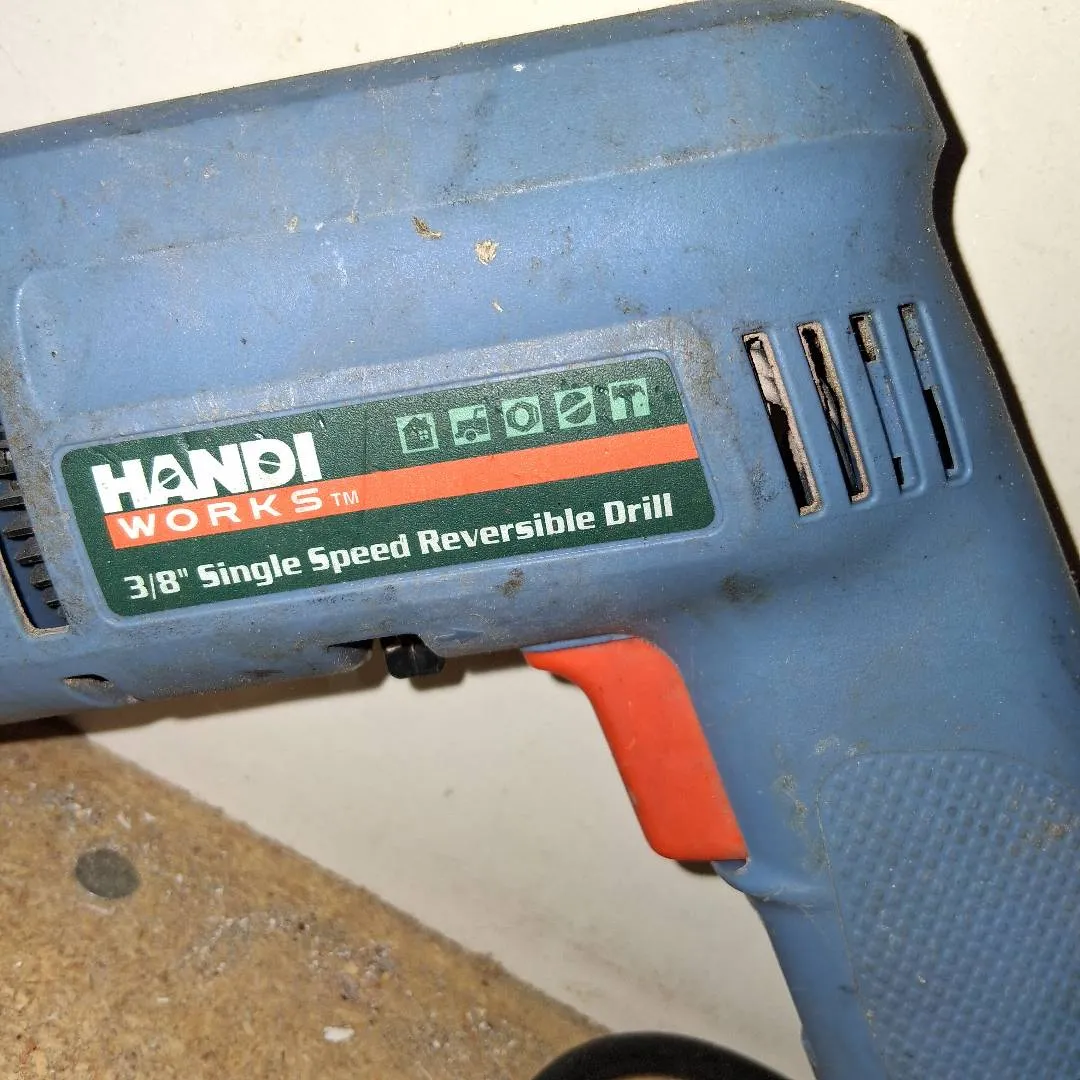 HANDI
WORKS™
3/8" Single Speed Reversible Drill